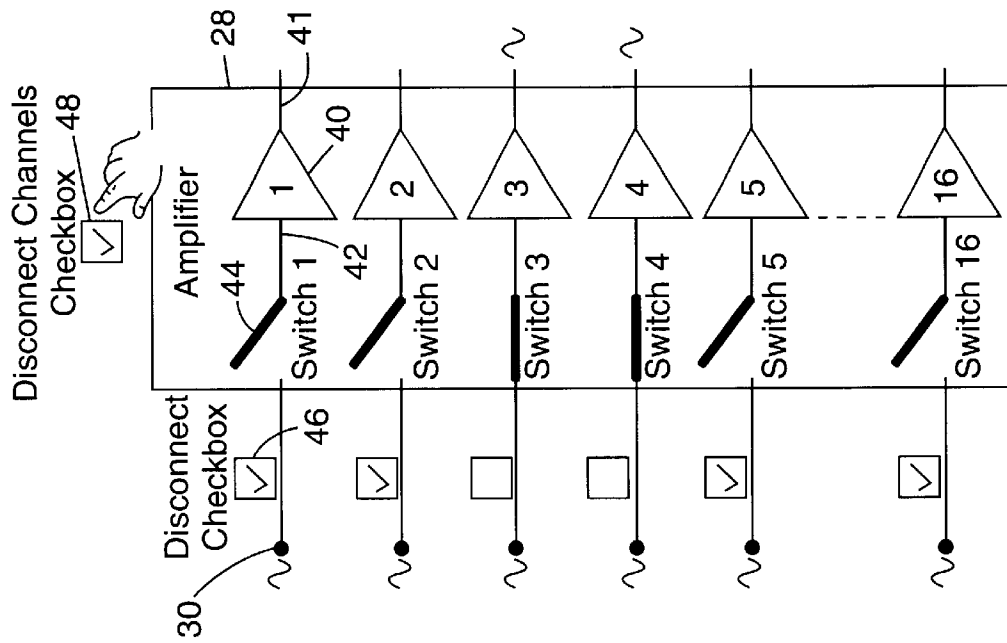 Disconnect Channels
Checkbox 48
28
41
Amplifier
40
44
42
Disconnect
Checkbox
46
30
1
Switch 1
2
Switch 2
3
Switch 3
4
Switch 4
5
Switch 5
16
Switch 16